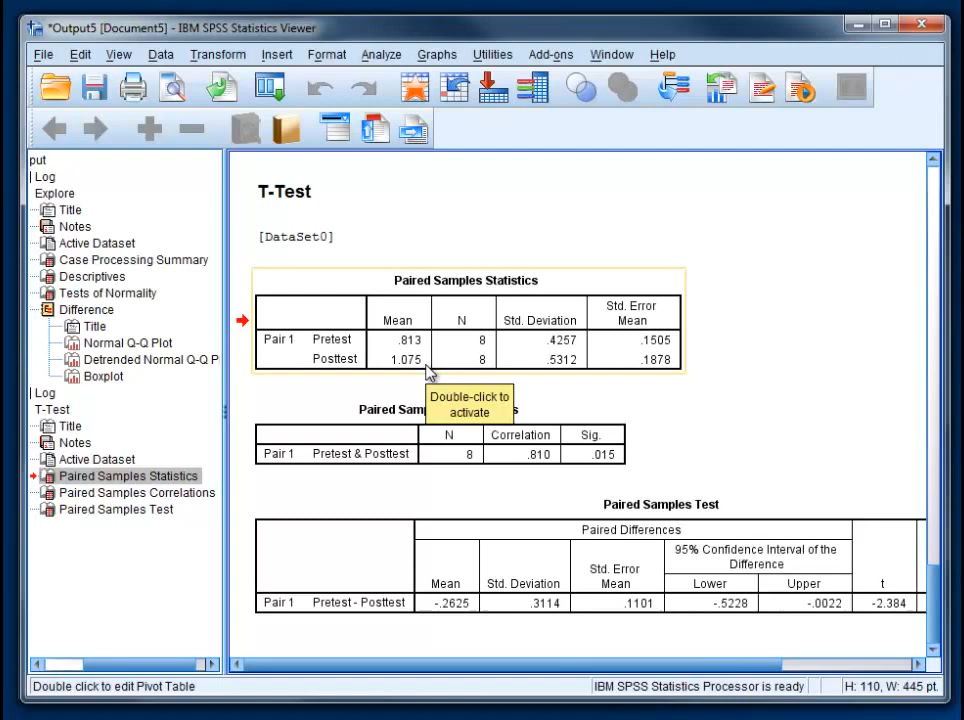 *Output5 [Document5] - IBM SPSS Statistics Viewer
File Edit View Data Transform Insert Format Analyze Graphs Utilities Add-ons Window Help
put
Log
Explore
Title
Notes
Active Dataset
Case Processing Summary
Descriptives
Tests of Normality
Difference
Title
Normal Q-Q Plot
Detrended Normal Q-Q P
Boxplot
Log
T-Test
Title
Notes
Active Dataset
Paired Samples Statistics
Paired Samples Correlations
Paired Samples Test
T-Test
[DataSet0]
Paired Samples Statistics
Mean N Std. Deviation Std. Error Mean
Pair 1 Pretest .813 8 .4257 .1505
Posttest 1.075 8 .5312 .1878
Double-click to
activate
Paired Sam s
N Correlation Sig.
Pair 1 Pretest & Posttest 8 .810 .015
Paired Samples Test
Paired Differences
95% Confidence Interval of the
Difference
Mean Std. Deviation Std. Error Mean Lower Upper t
Pair 1 Pretest - Posttest -.2625 .3114 .1101 -.5228 -.0022 -2.384
Double click to edit Pivot Table
IBM SPSS Statistics Processor is ready
H: 110, W: 445 pt.